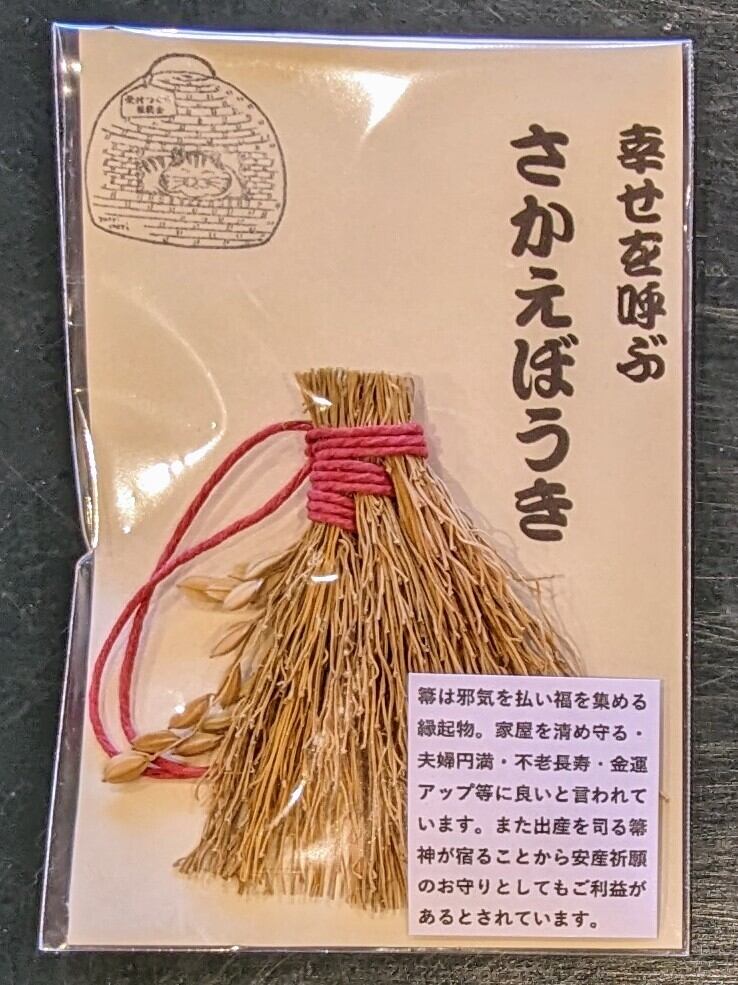 幸せを呼ぶ
さかえぼうき
箒は邪気を払い福を集める
縁起物。家屋を清め守る・
夫婦円満・不老長寿・金運
アップ等に良いと言われて
います。また出産を司る箒
神が宿ることから安産祈願
のお守りとしてもご利益が
あるとされています。